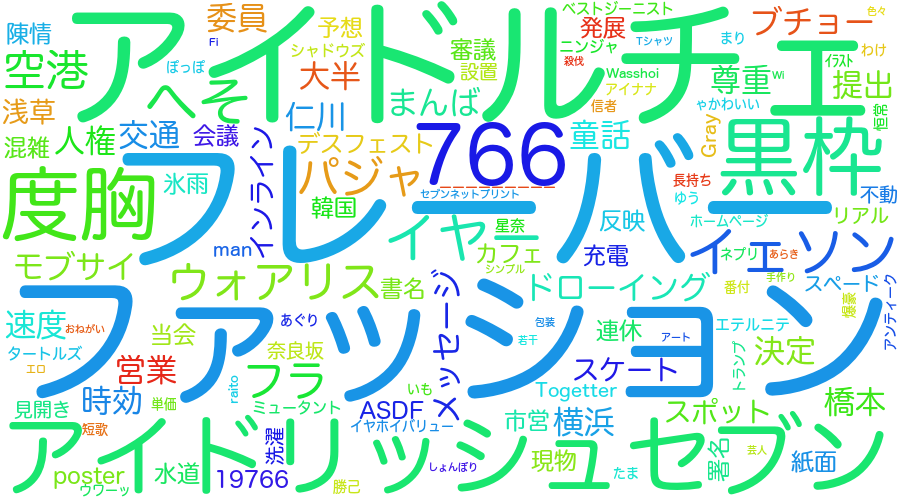 アイドルチェ
フレーバー
ファッション
アイドリッシュセブン
766
黒枠
度胸
空港
へそ
陳情
委員
予想
ベストジーニスト
発展
ブチョー
色々
Fi
シャドウズ
審議
ニンジャ
Tシャツ
まり
わけ
イラスト
ぽっぽ
大半
設置
殺伐
Wasshoi
尊重
Wi
提出
浅草
まんば
アイナナ
仁川
信者
ゃかわいい
恒常
混雑
人権
交通
会議
インライン
デスフェスト
童話
Gray
氷雨
パジャ
ーーーーーーーーー
セブンネットプリント
長持ち
ゆう
不動
韓国
星奈
反映
ホームページ
リアル
man
イヤー
カフェ
充電
イエソン
ネプリ
あらき
モブサイ
ウォアリス
書名
メッセージ
シンプル
ドローイング
番付
手作り
スペード
爆豪
アンティーク
速度
おねがい
当会
あぐり
包装
若干
連休
アート
エテルニテ
タートルズ
エロ
営業
奈良坂
フラ
スケート
トランプ
決定
見開き
時効
単価
raito
ミュータント
いも
ASDF
Togetter
スポット
橋本
短歌
イヤホイバリュー
市営
横浜
洗濯
署名
芸人
poster
ウワーッ
水道
19766
勝己
しょんぼり
現物
たま
紙面